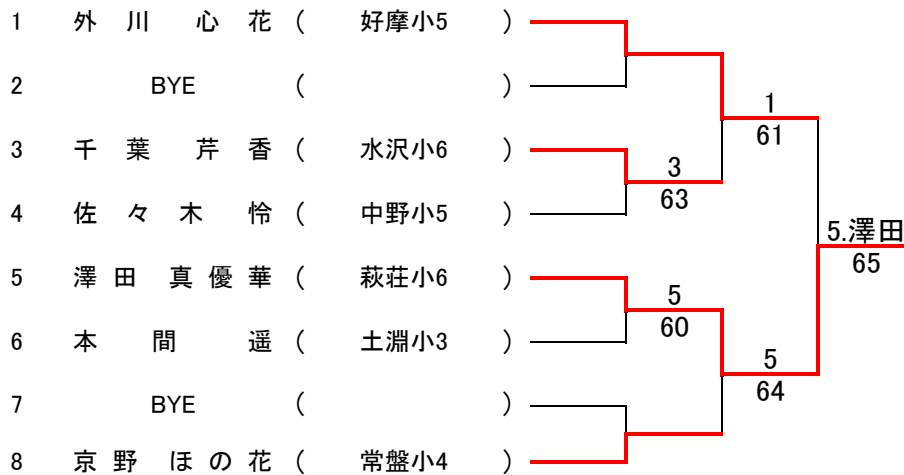 1 外川 心花 ( 好摩小5 )
2 BYE ( )
1
61
3 千葉 芹香 ( 水沢小6 )
3
63
4 佐々木 怜 ( 中野小5 )
5.澤田
65
5 澤田 真優華 ( 萩荘小6 )
5
60
6 本間 遥 ( 土淵小3 )
5
64
7 BYE ( )
8 京野 ほの花 ( 常盤小4 )